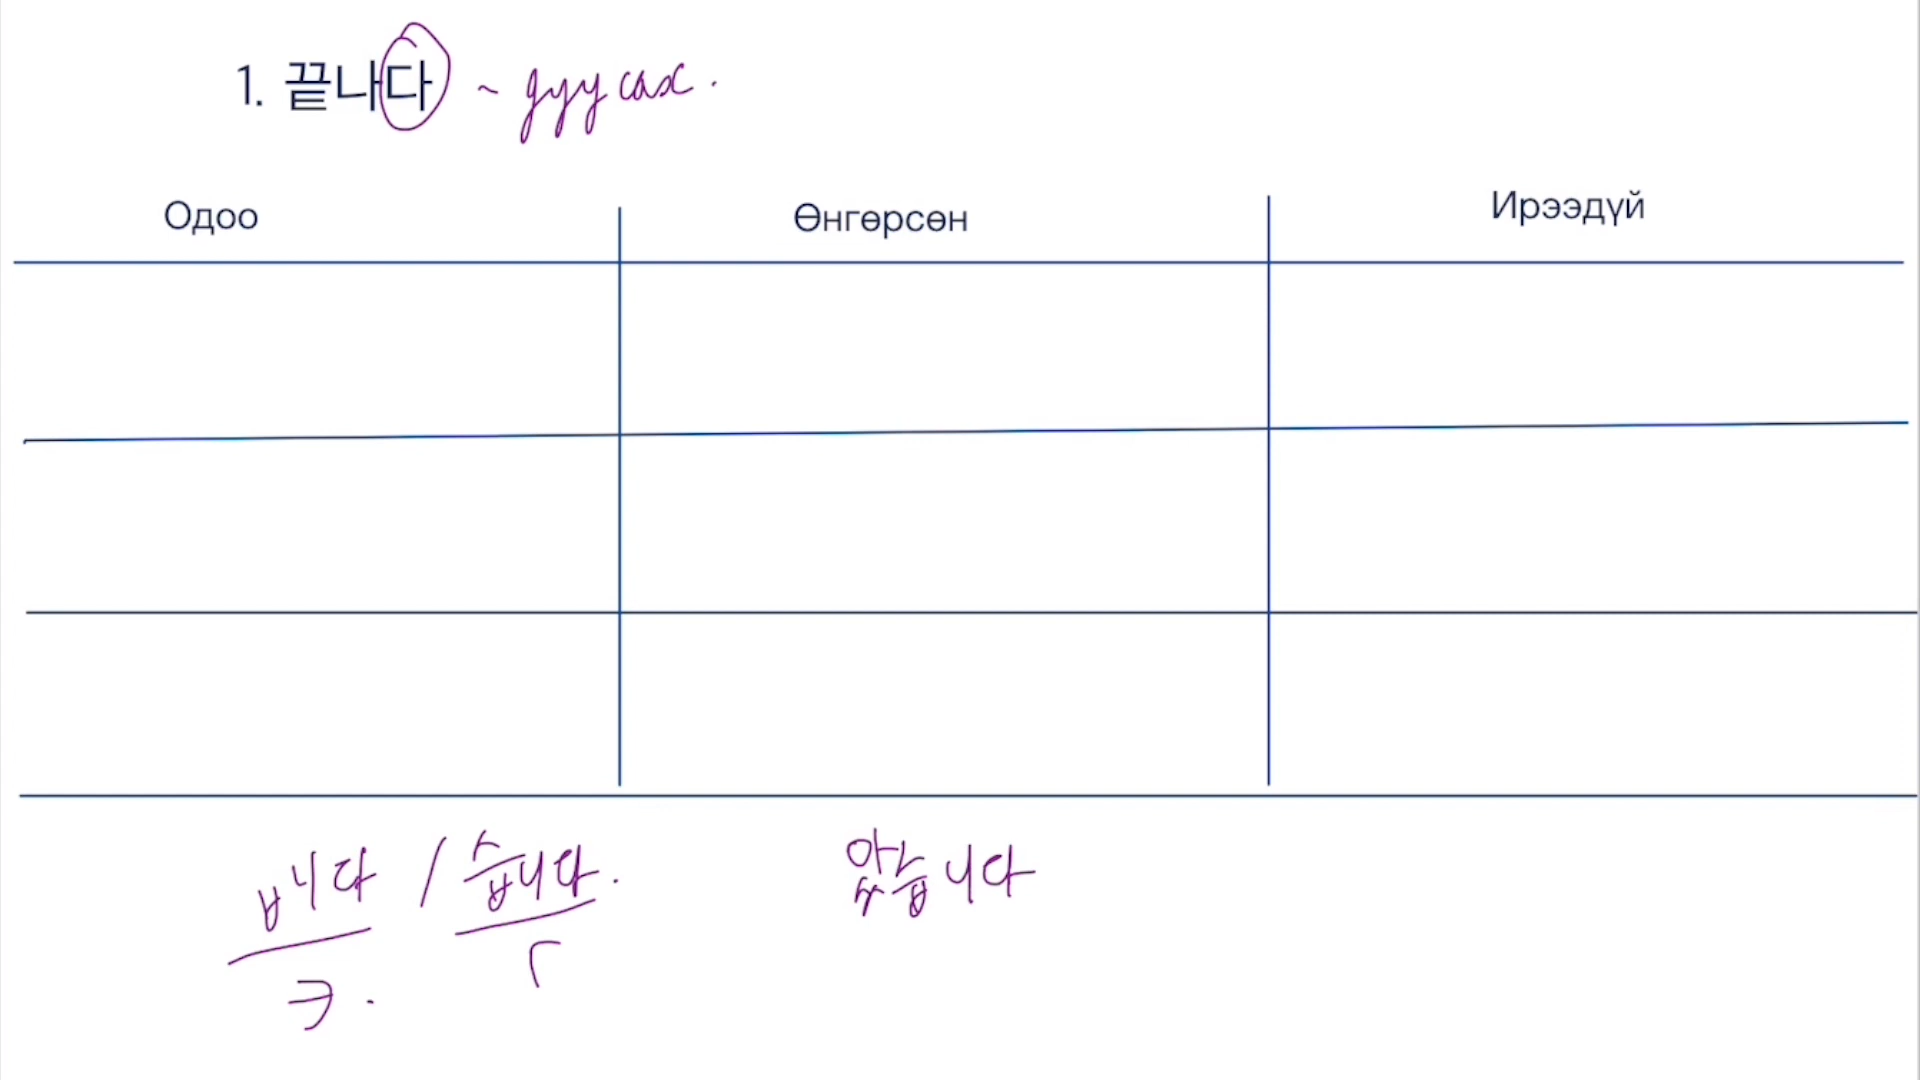 1. 끝나다 ~ дуусах.
Одоо Өнгөрсөн Ирээдүй
ㅂ니다 / 습니다. 았습니다
э. г